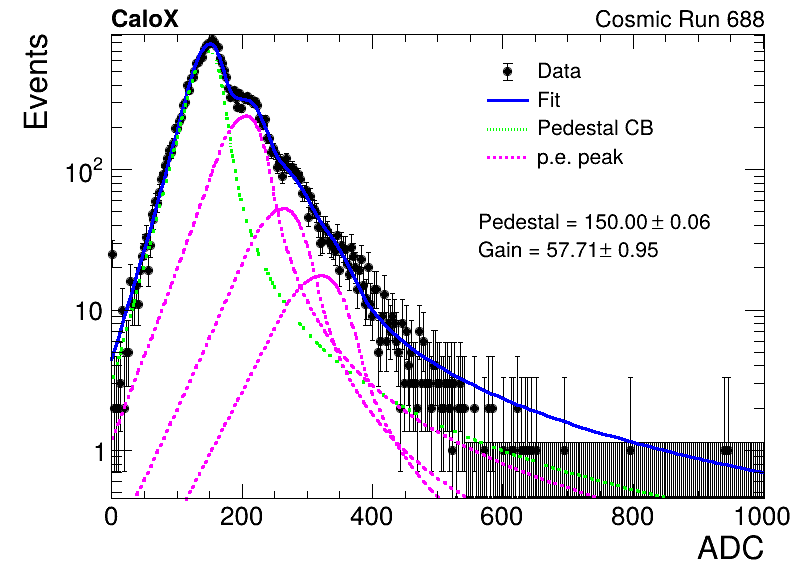 CaloX Cosmic Run 688
Events
Data
Fit
Pedestal CB
p.e. peak
Pedestal = 150.00 ± 0.06
Gain = 57.71 ± 0.95
10²
10
1
0 200 400 600 800 1000
ADC